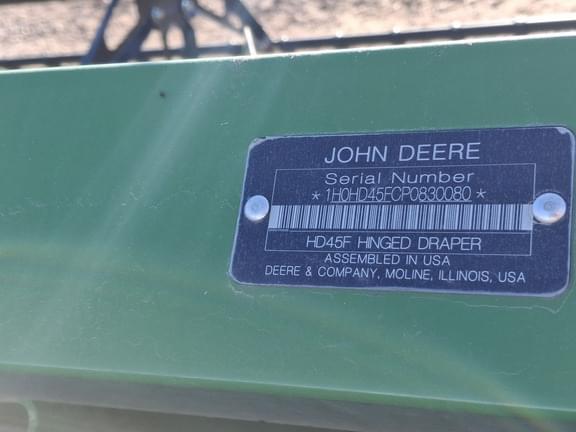 JOHN DEERE
Serial Number
*1H0HD45FCP0830080*
HD45F HINGED DRAPER
ASSEMBLED IN USA
DEERE & COMPANY, MOLINE, ILLINOIS, USA